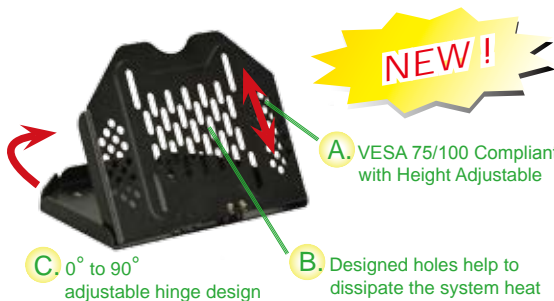 NEW !
A. VESA 75/100 Compliant
with Height Adjustable
B. Designed holes help to
dissipate the system heat
C. 0° to 90°
adjustable hinge design